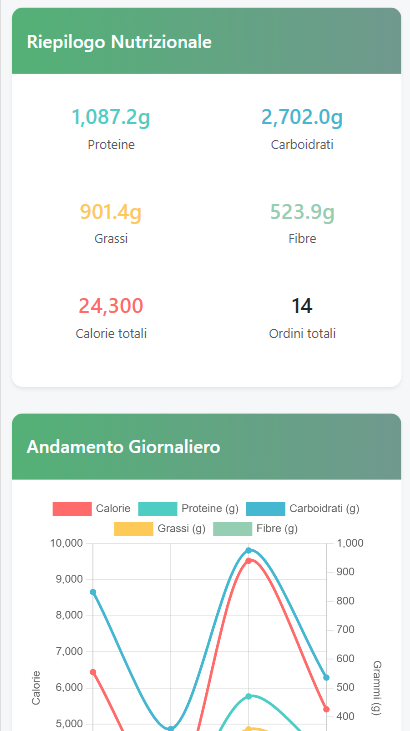 Riepilogo Nutrizionale
1,087.2g
2,702.0g
Proteine
Carboidrati
901.4g
523.9g
Grassi
Fibre
24,300
14
Calorie totali
Ordini totali
Andamento Giornaliero
Calorie Proteine (g) Carboidrati (g)
Grassi (g) Fibre (g)
10,000 1,000
9,000 900
8,000 800
7,000 700
600
6,000 500
5,000 400
Calorie
Grammi (g)